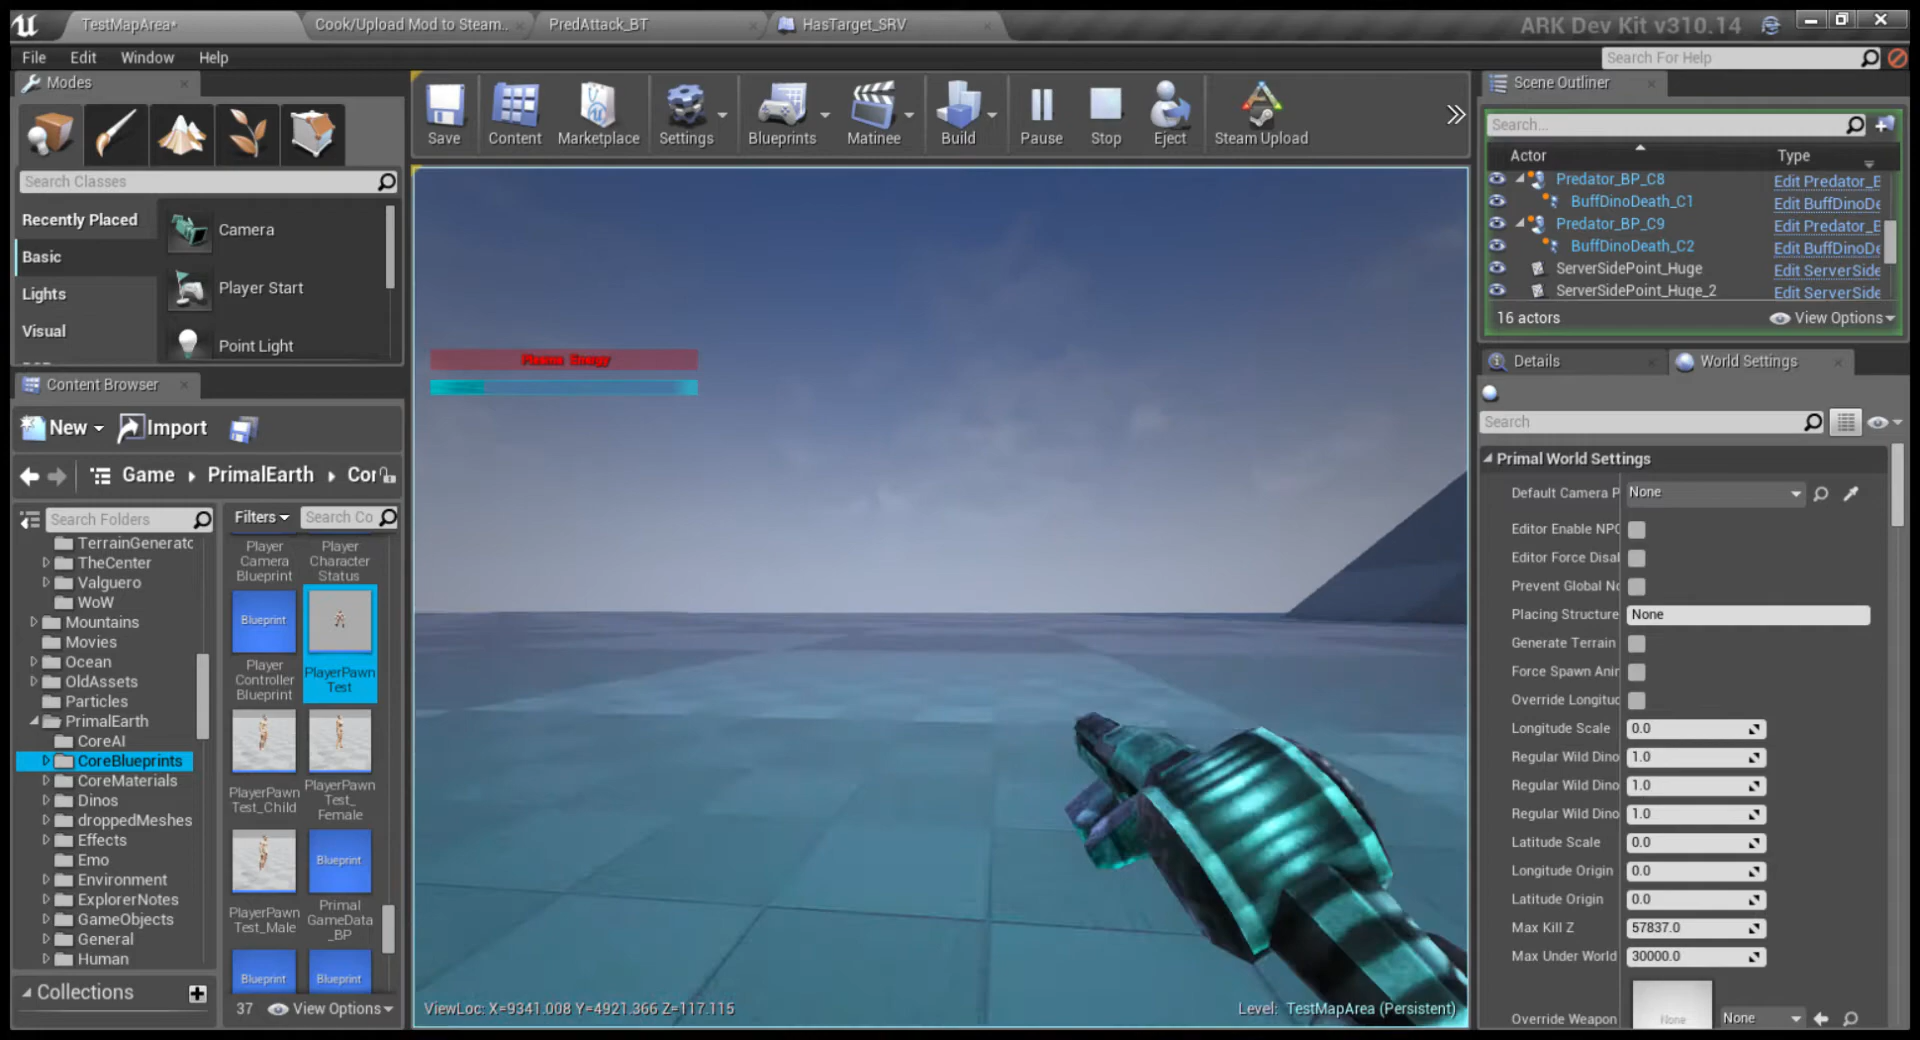 TestMapArea*
Cook/Upload Mod to Steam..
PredAttack_BT
HasTarget_SRV
ARK Dev Kit v310.14
File Edit Window Help
Search For Help
Modes
Search Classes
Recently Placed
Basic
Lights
Visual
Camera
Player Start
Point Light
Save
Content
Marketplace
Settings
Blueprints
Matinee
Build
Pause
Stop
Eject
Steam Upload
Scene Outliner
Search...
Actor Type
Predator_BP_C8 Edit Predator_B
BuffDinoDeath_C1 Edit BuffDinoDe
Predator_BP_C9 Edit Predator_B
BuffDinoDeath_C2 Edit BuffDinoDe
ServerSidePoint_Huge Edit ServerSide
ServerSidePoint_Huge_2 Edit ServerSide
16 actors View Options
Content Browser
New Import
Game PrimalEarth Cor
Search Folders
TerrainGenerato
TheCenter
Valguero
WoW
Mountains
Movies
Ocean
OldAssets
Particles
PrimalEarth
CoreAI
CoreBlueprints
CoreMaterials
Dinos
droppedMeshes
Effects
Emo
Environment
ExplorerNotes
GameObjects
General
Human
Collections
Filters
Search Co
Player
Camera
Blueprint
Player
Character
Status
Blueprint
Player
Controller
Blueprint
PlayerPawn
Test
PlayerPawn
Test_Child
PlayerPawn
Test_
Female
Blueprint
PlayerPawn
Test_Male
Primal
GameData
_BP
Blueprint
Blueprint
37 View Options
Plasma Energy
ViewLoc: X=9341.008 Y=4921.366 Z=117.115
Level: TestMapArea (Persistent)
Details
World Settings
Search
Primal World Settings
Default Camera P None
Editor Enable NPC
Editor Force Disal
Prevent Global No
Placing Structure None
Generate Terrain
Force Spawn Anir
Override Longituc
Longitude Scale 0.0
Regular Wild Dino 1.0
Regular Wild Dino 1.0
Regular Wild Dino 1.0
Latitude Scale 0.0
Longitude Origin 0.0
Latitude Origin 0.0
Max Kill Z 57837.0
Max Under World 30000.0
Override Weapon None None